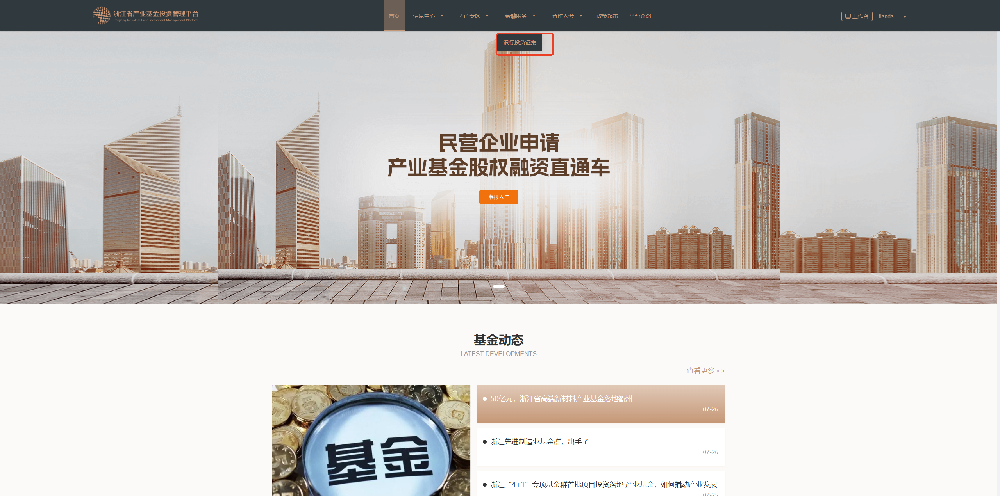 浙江省产业基金投资管理平台
Zhejiang Industrial Fund Investment Management Platform
首页 信息中心 4+1专区 金融服务 合作入会 政策超市 平台介绍
工作台 tianda...
银行投贷征集
民营企业申请
产业基金股权融资直通车
申报入口
基金动态
LATEST DEVELOPMENTS
查看更多>>
基金
50亿元，浙江省高端新材料产业基金落地衢州
07-26
浙江先进制造业基金群，出手了
07-26
浙江“4+1”专项基金群首批项目投资落地 产业基金，如何撬动产业发展
07-25